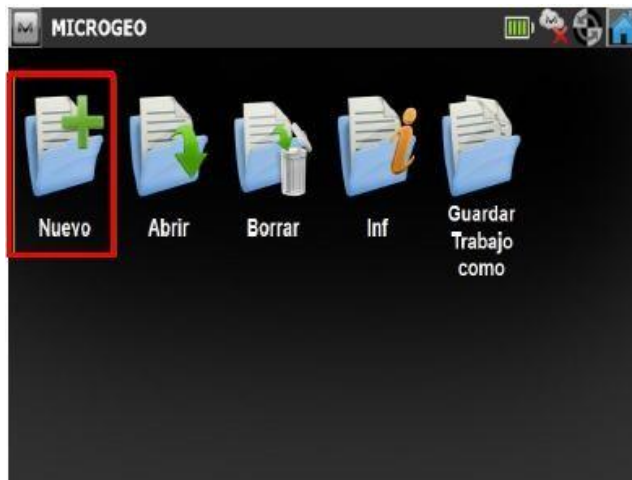 MICROGEO
Nuevo
Abrir
Borrar
Inf
Guardar
Trabajo
como